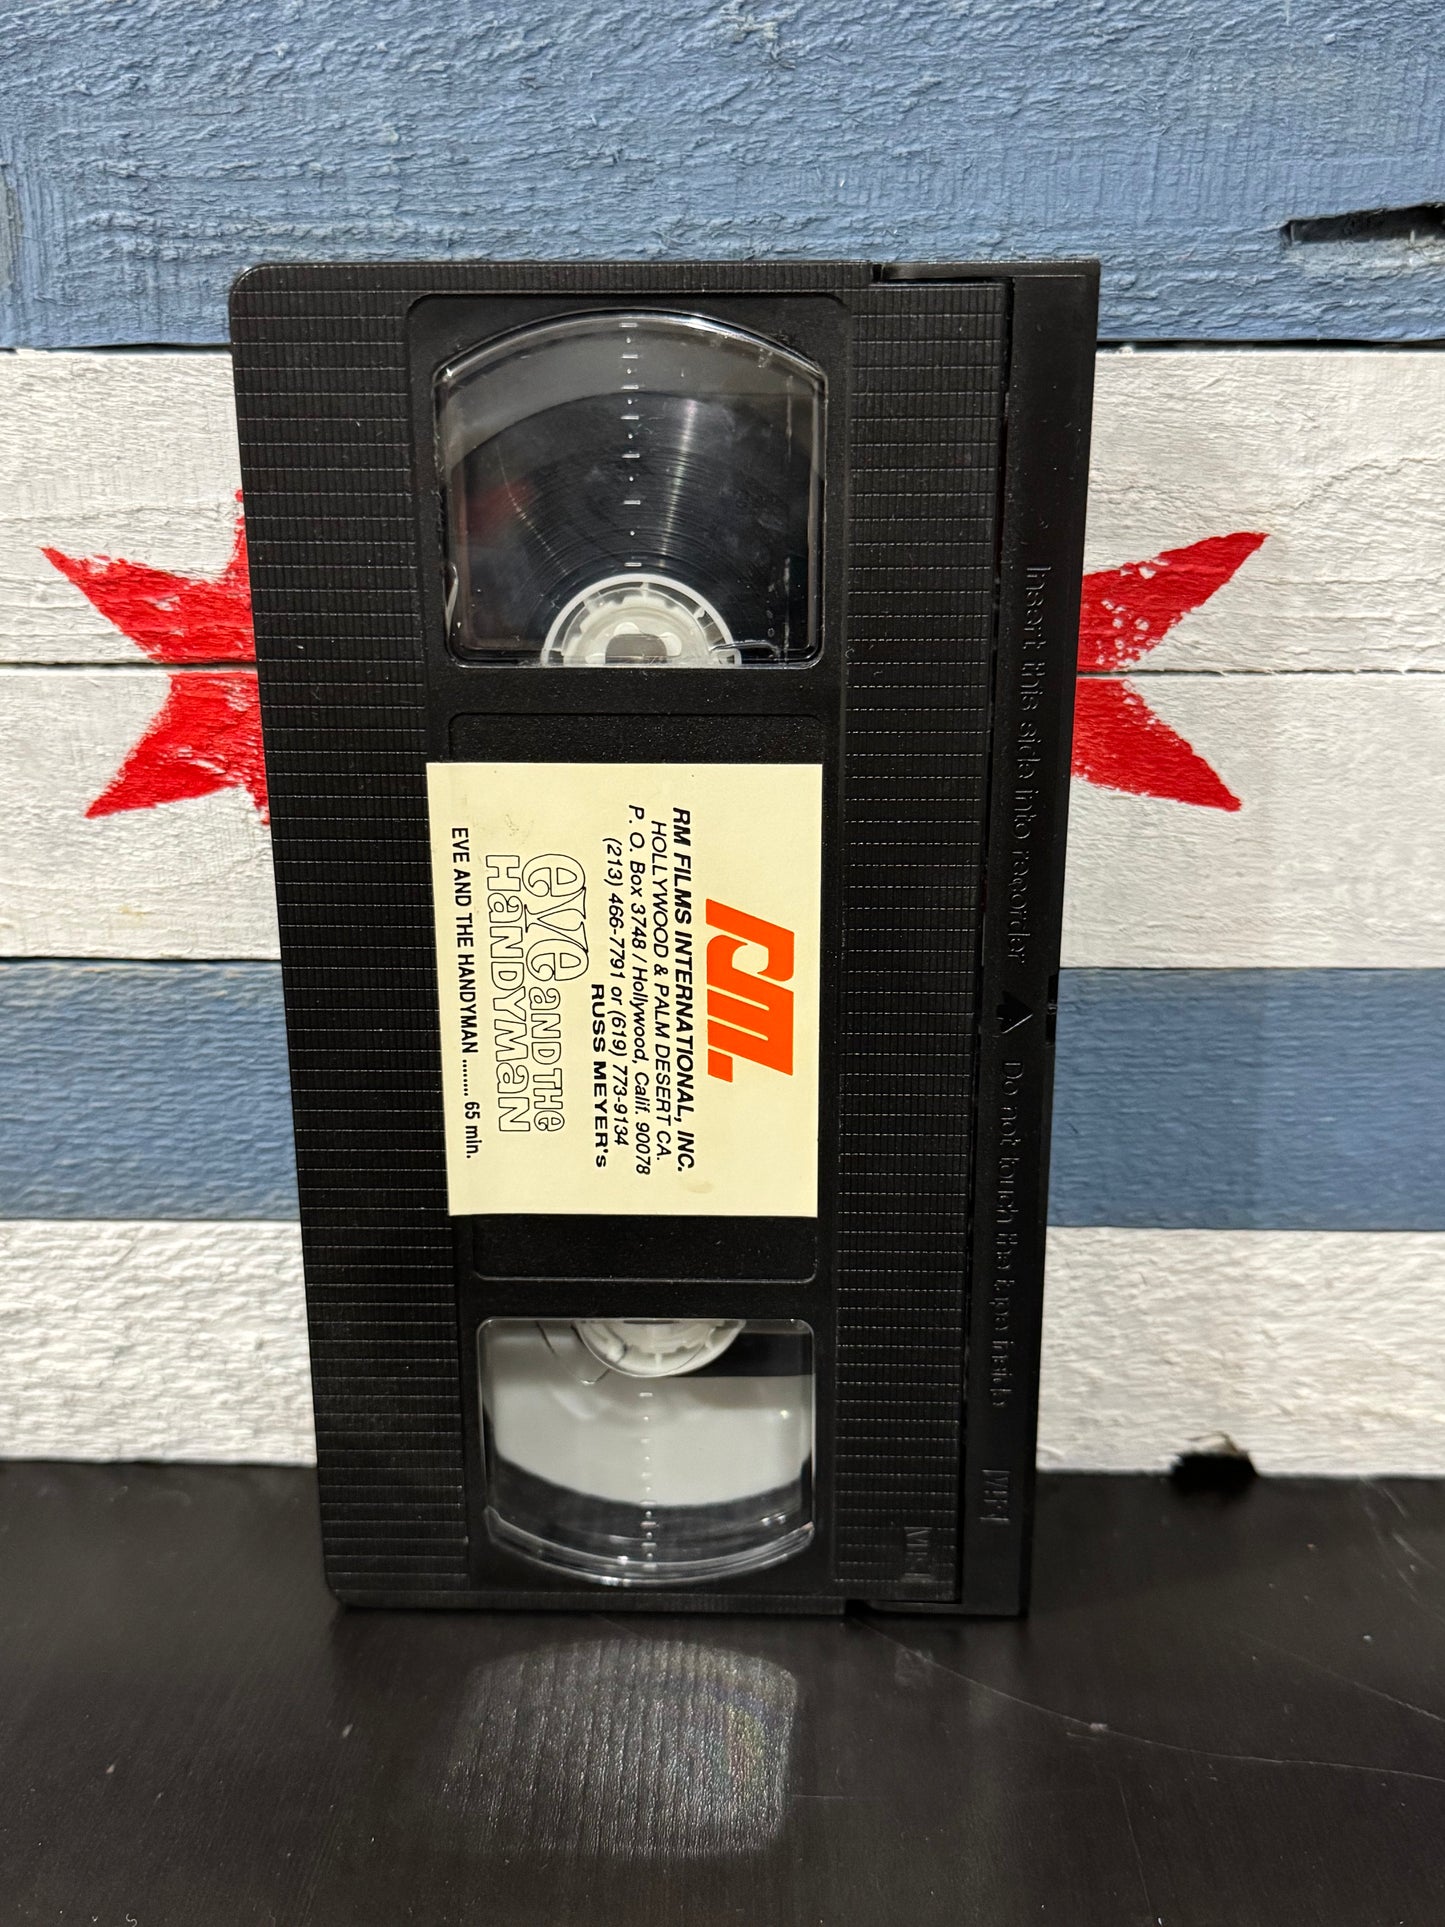 RM.
RM FILMS INTERNATIONAL, INC.
HOLLYWOOD & PALM DESERT CA.
P. O. Box 3748 / Hollywood, Calif. 90078
(213) 466-7791 or (619) 773-9134
RUSS MEYER'S
eve AND THE
HANDYMAN
EVE AND THE HANDYMAN ......... 65 min.
Insert this side into recorder Do not touch the tape inside
VHS
VHS